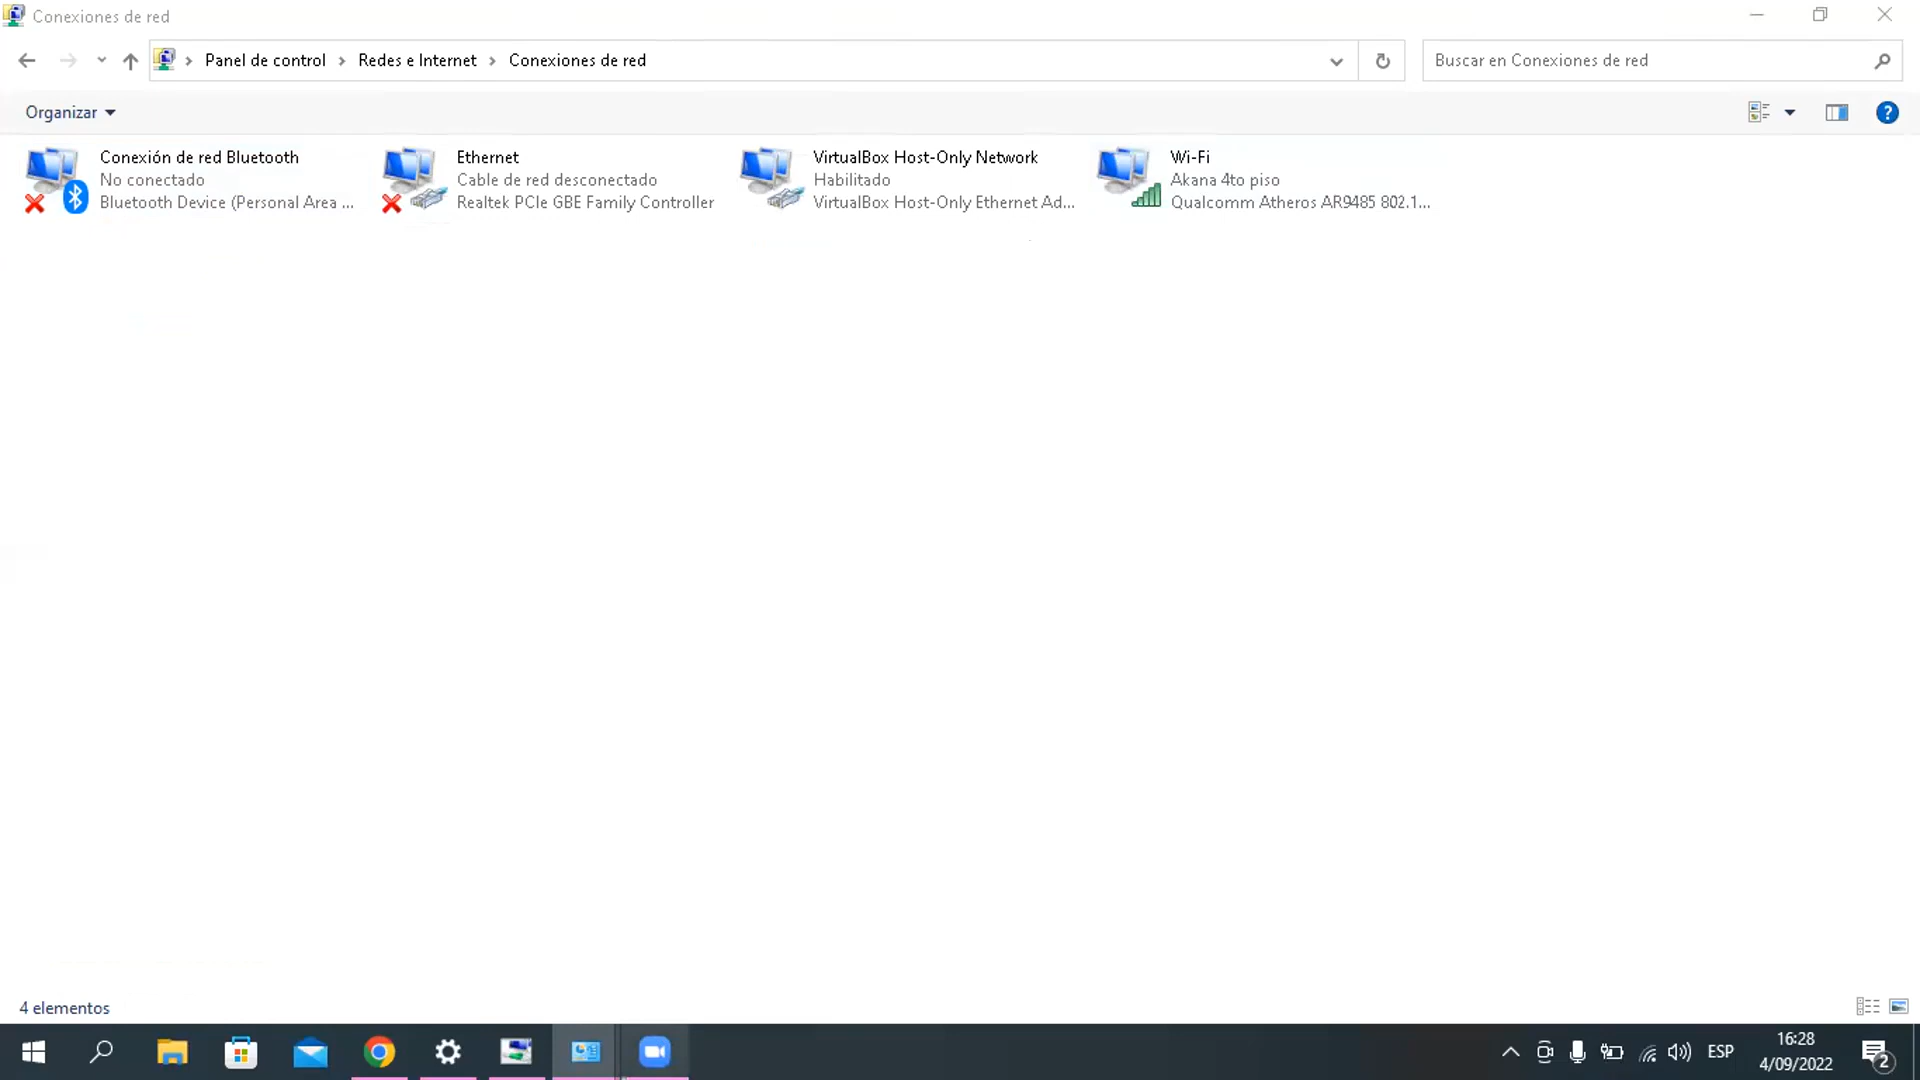 Conexiones de red
Panel de control > Redes e Internet > Conexiones de red
Buscar en Conexiones de red
Organizar
Conexión de red Bluetooth
No conectado
Bluetooth Device (Personal Area ...
Ethernet
Cable de red desconectado
Realtek PCIe GBE Family Controller
VirtualBox Host-Only Network
Habilitado
VirtualBox Host-Only Ethernet Ad...
Wi-Fi
Akana 4to piso
Qualcomm Atheros AR9485 802.1...
4 elementos
ESP
16:28
4/09/2022
2